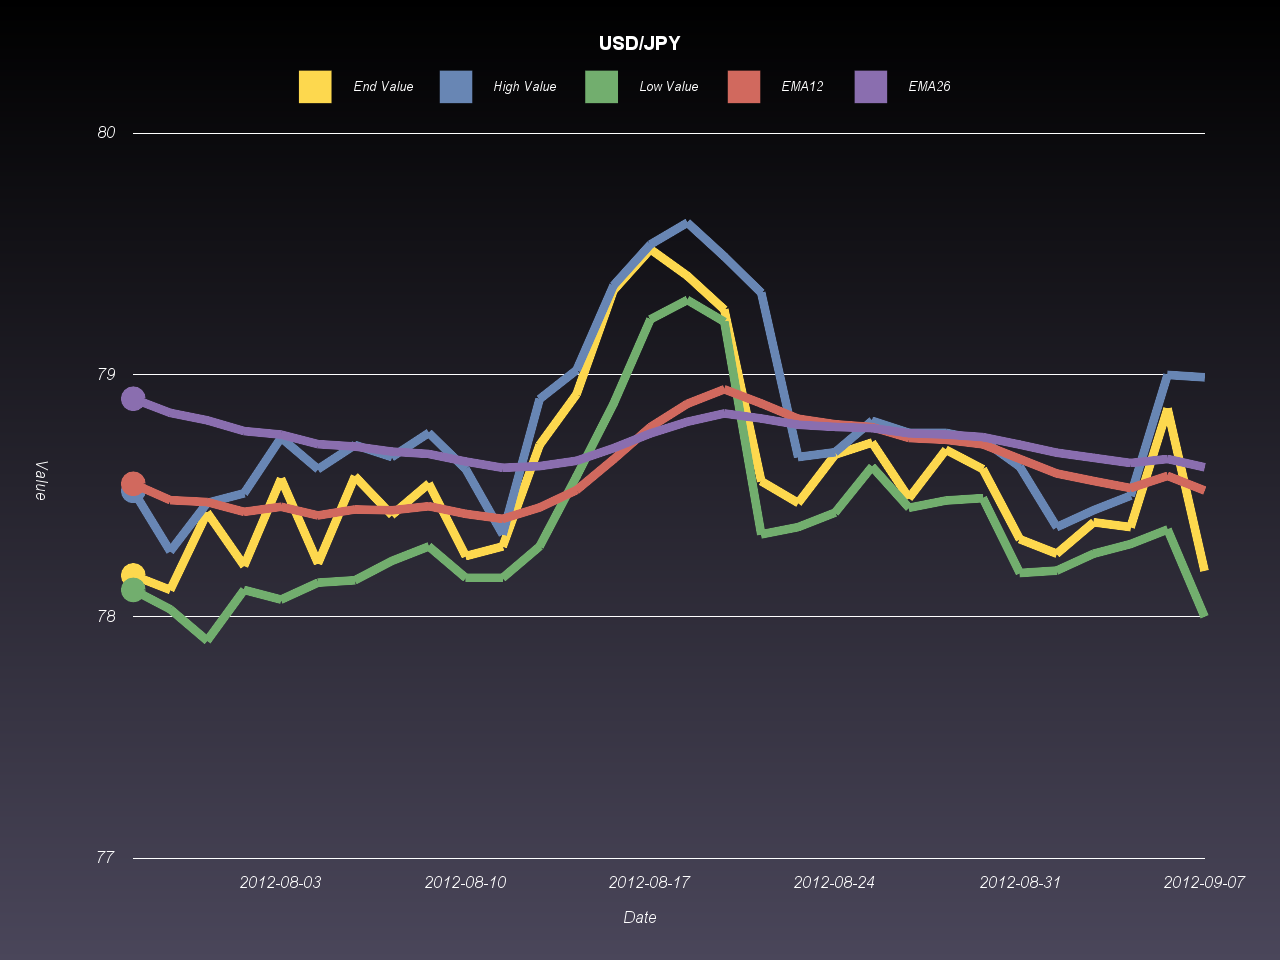 USD/JPY
End Value High Value Low Value EMA12 EMA26
80
79
Value
78
77
2012-08-03 2012-08-10 2012-08-17 2012-08-24 2012-08-31 2012-09-07
Date